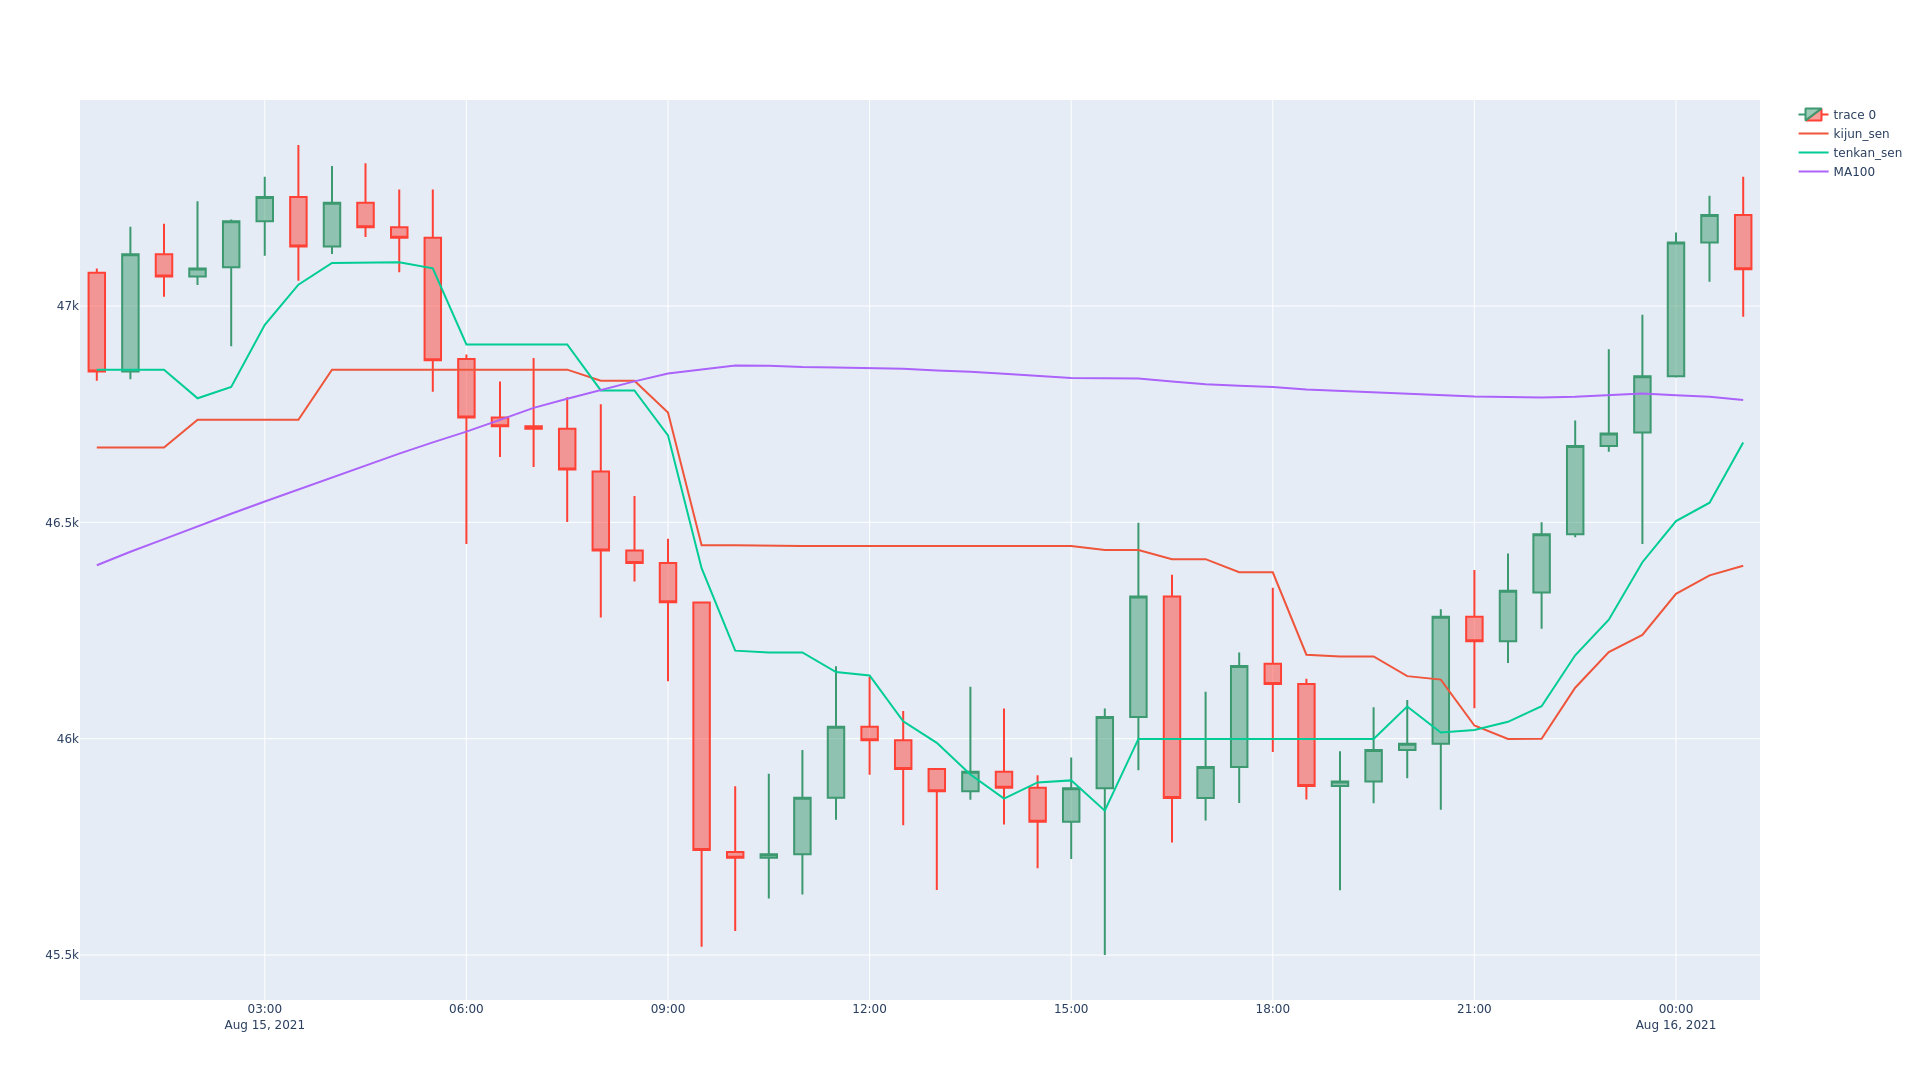 trace 0
kijun_sen
tenkan_sen
MA100
47k
46.5k
46k
45.5k
03:00 06:00 09:00 12:00 15:00 18:00 21:00 00:00
Aug 15, 2021 Aug 16, 2021